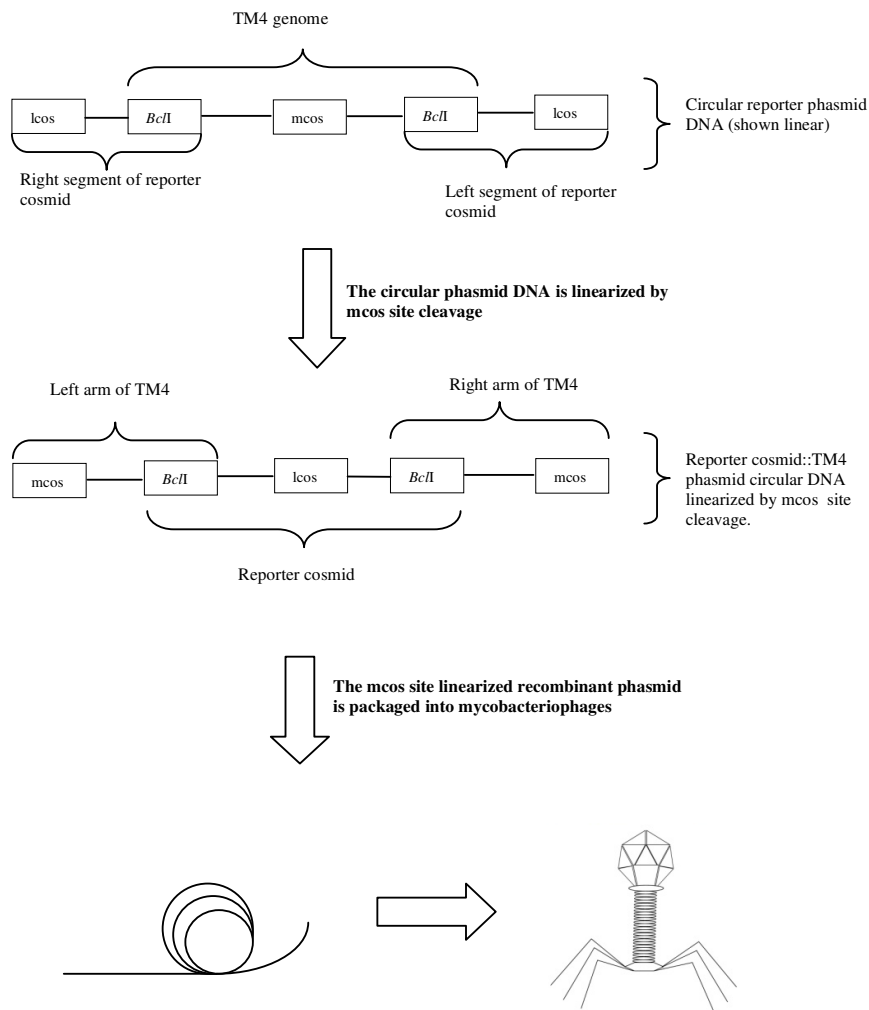 TM4 genome
lcos
BclI
mcos
BclI
lcos
Circular reporter phasmid
DNA (shown linear)
Right segment of reporter
cosmid
Left segment of reporter
cosmid
The circular phasmid DNA is linearized by
mcos site cleavage
Left arm of TM4
Right arm of TM4
mcos
BclI
lcos
BclI
mcos
Reporter cosmid::TM4
phasmid circular DNA
linearized by mcos site
cleavage.
Reporter cosmid
The mcos site linearized recombinant phasmid
is packaged into mycobacteriophages